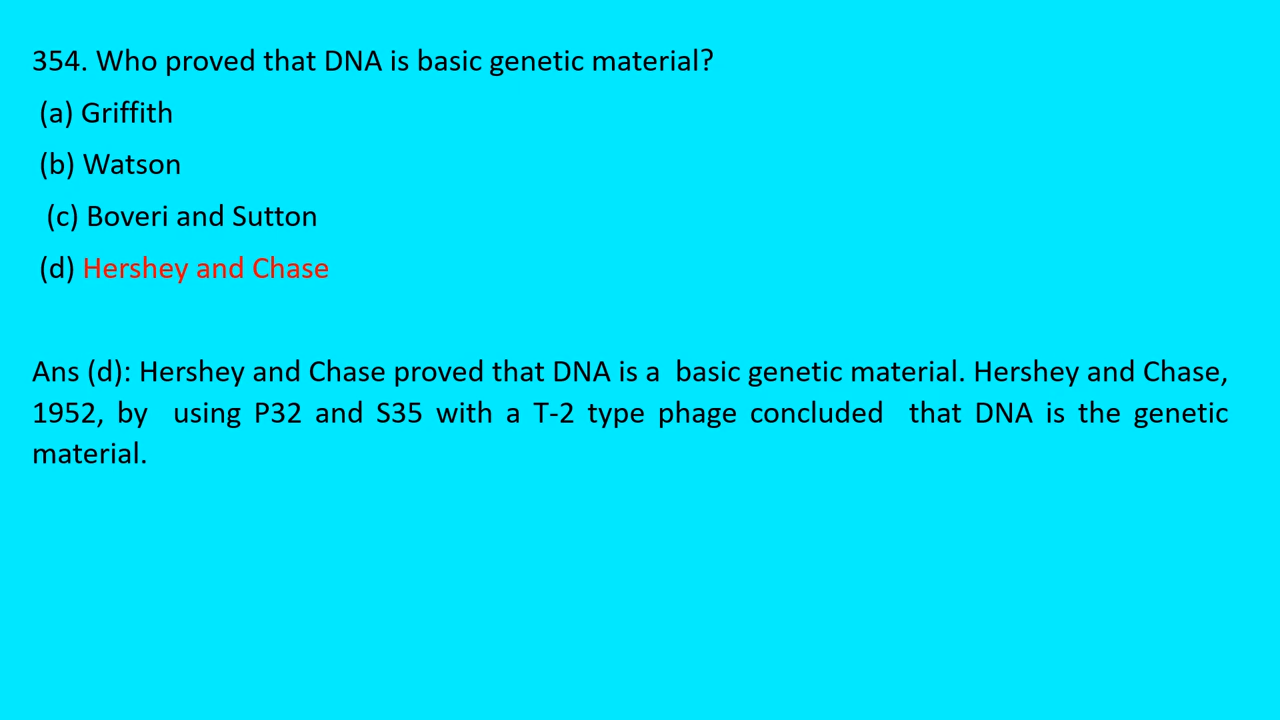 354. Who proved that DNA is basic genetic material?
(a) Griffith
(b) Watson
(c) Boveri and Sutton
(d) Hershey and Chase
Ans (d): Hershey and Chase proved that DNA is a basic genetic material. Hershey and Chase,
1952, by using P32 and S35 with a T-2 type phage concluded that DNA is the genetic
material.